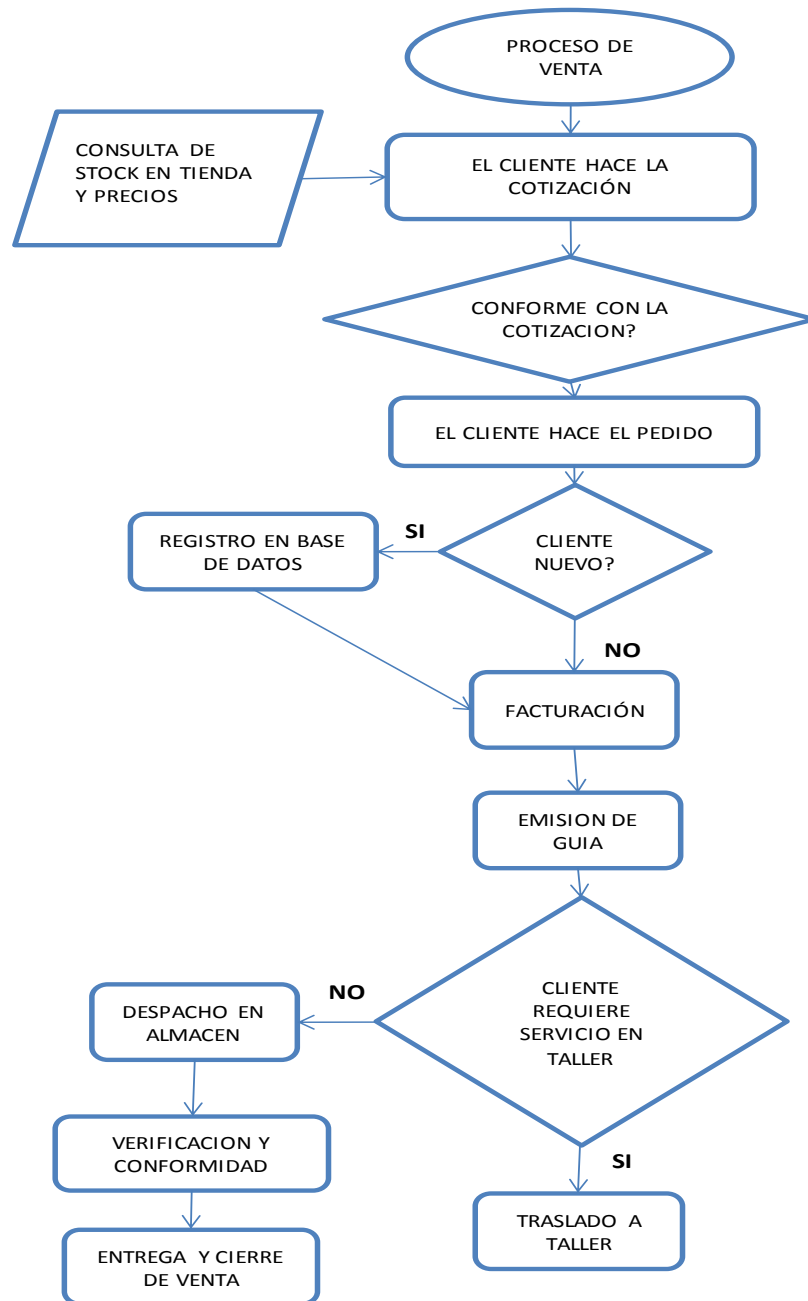 PROCESO DE
VENTA
CONSULTA DE
STOCK EN TIENDA
Y PRECIOS
EL CLIENTE HACE LA
COTIZACIÓN
CONFORME CON LA
COTIZACION?
EL CLIENTE HACE EL PEDIDO
SI
REGISTRO EN BASE
DE DATOS
CLIENTE
NUEVO?
NO
FACTURACIÓN
EMISION DE
GUIA
NO
DESPACHO EN
ALMACEN
CLIENTE
REQUIERE
SERVICIO EN
TALLER
VERIFICACION Y
CONFORMIDAD
SI
ENTREGA Y CIERRE
DE VENTA
TRASLADO A
TALLER